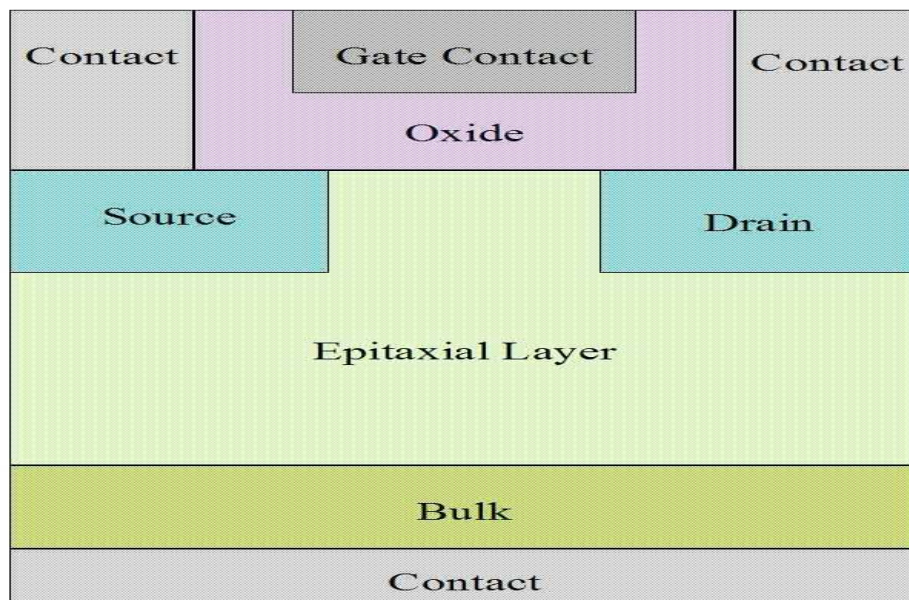 Contact
Gate Contact
Contact
Oxide
Source
Drain
Epitaxial Layer
Bulk
Contact